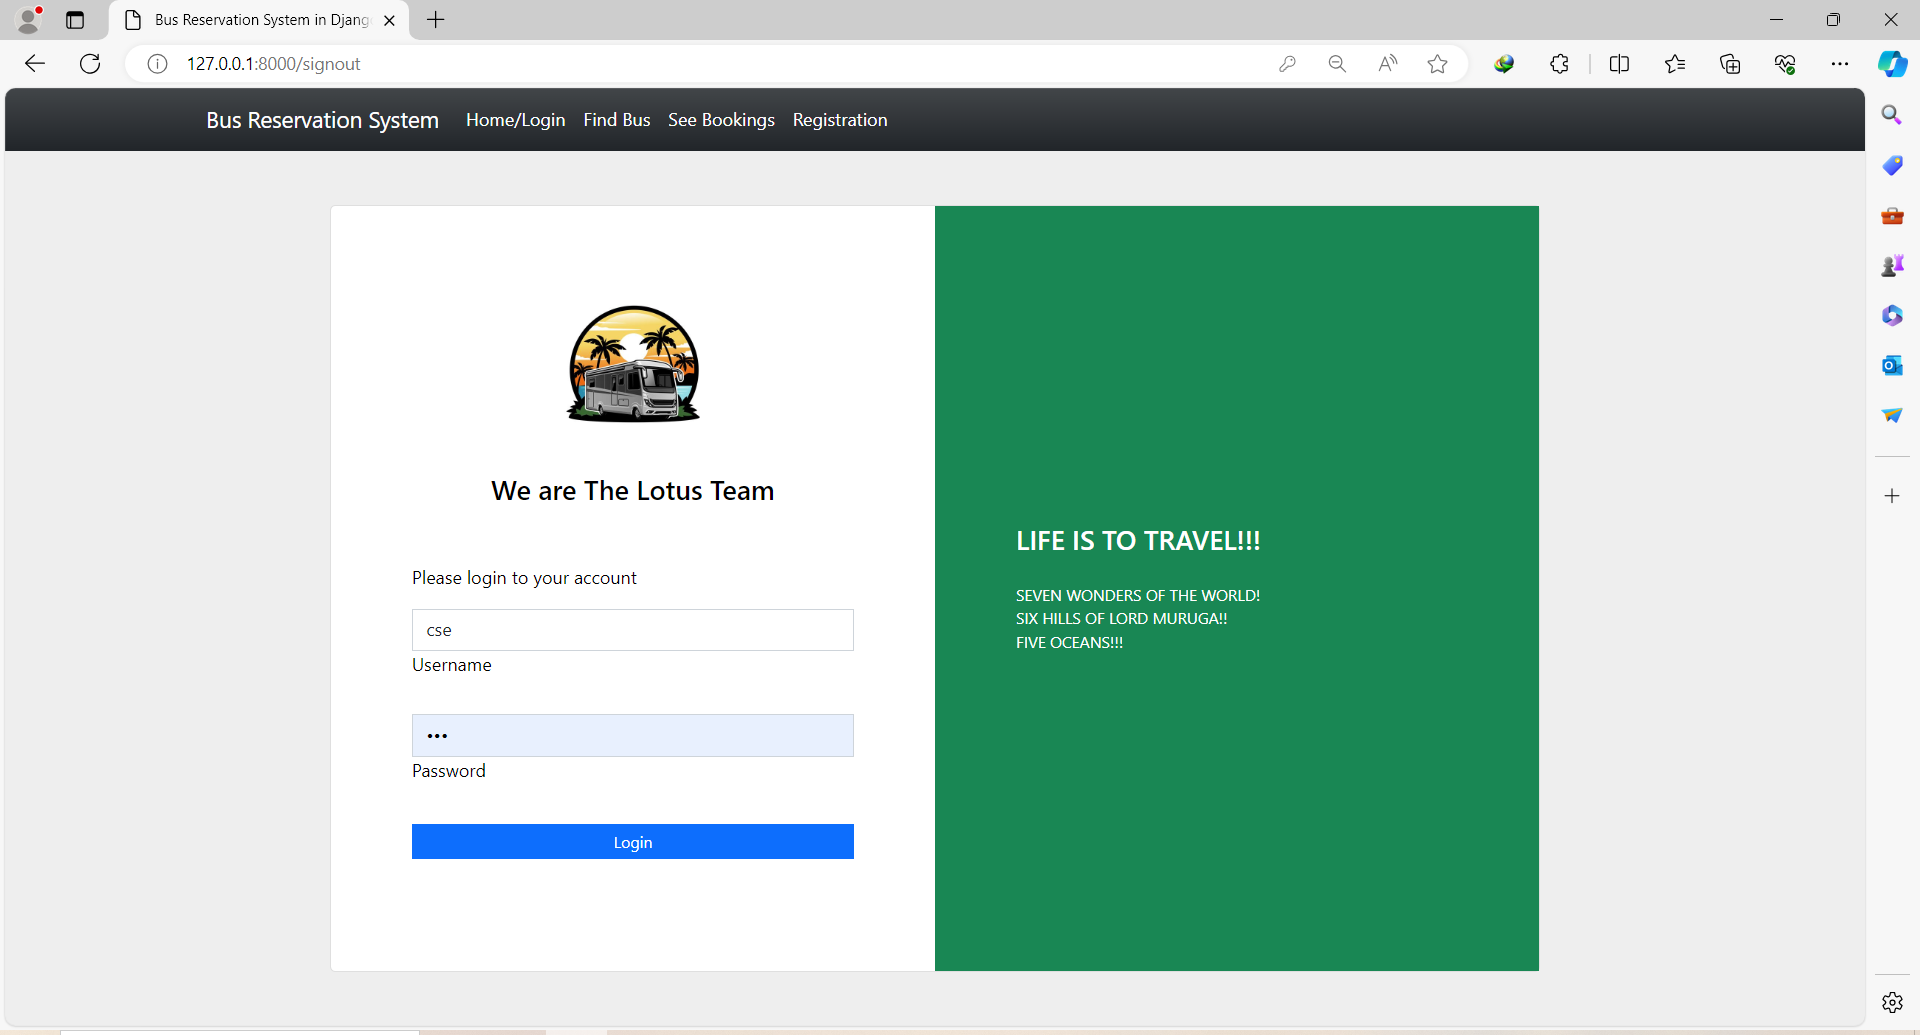 Bus Reservation System in Djang
127.0.0.1:8000/signout
Bus Reservation System Home/Login Find Bus See Bookings Registration
We are The Lotus Team
Please login to your account
cse
Username
Password
Login
LIFE IS TO TRAVEL!!!
SEVEN WONDERS OF THE WORLD!
SIX HILLS OF LORD MURUGA!!
FIVE OCEANS!!!